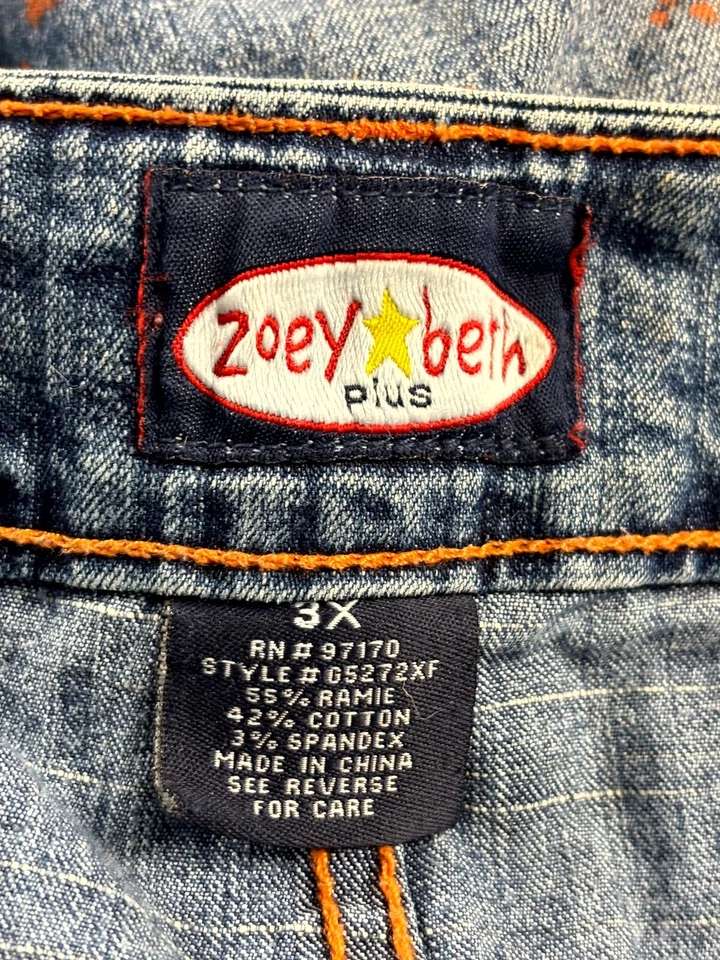 zoey beth
plus
3X
RN # 97170
STYLE # G5272XF
55% RAMIE
42% COTTON
3% SPANDEX
MADE IN CHINA
SEE REVERSE
FOR CARE